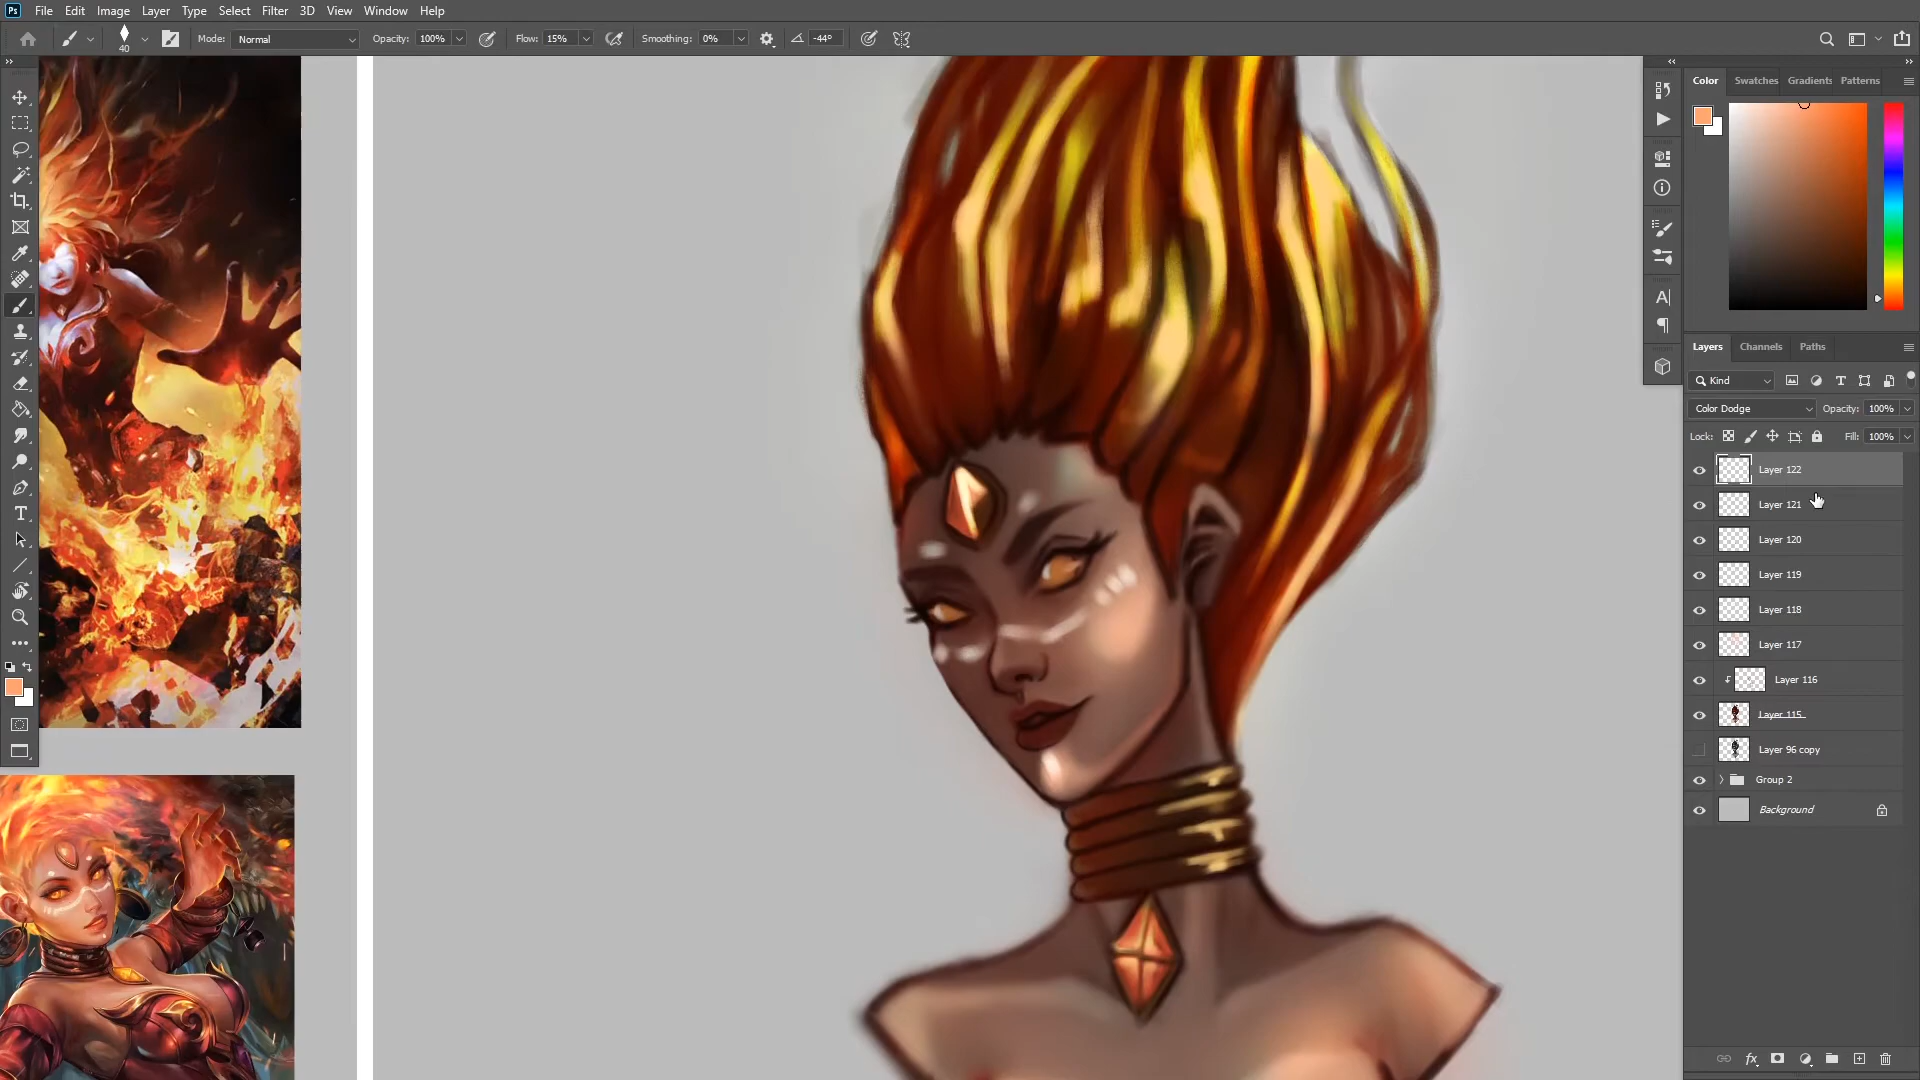 Ps File Edit Image Layer Type Select Filter 3D View Window Help
40 Mode: Normal Opacity: 100% Flow: 15% Smoothing: 0% -44°
Color Swatches Gradients Patterns
Layers Channels Paths
Kind
Color Dodge Opacity: 100%
Lock: Fill: 100%
Layer 122
Layer 121
Layer 120
Layer 119
Layer 118
Layer 117
Layer 116
Layer 115
Layer 96 copy
Group 2
Background